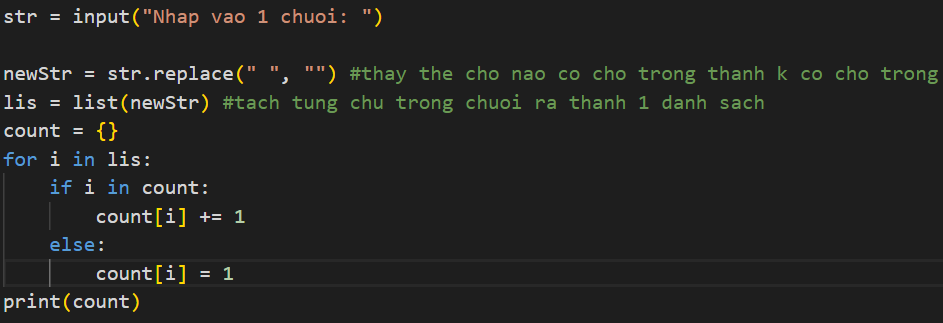 str = input("Nhap vao 1 chuoi: ")
newStr = str.replace(" ", "") #thay the cho nao co cho trong thanh k co cho trong
lis = list(newStr) #tach tung chu trong chuoi ra thanh 1 danh sach
count = {}
for i in lis:
    if i in count:
        count[i] += 1
    else:
        count[i] = 1
print(count)